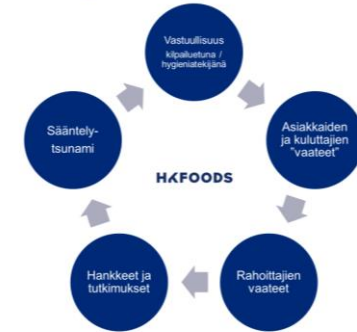 Vastuullisuus
kilpailuetuna /
hygieniatekijänä
Asiakkaiden
ja kuluttajien
"vaateet"
Rahoittajien
vaateet
Hankkeet ja
tutkimukset
Sääntely-
tsunami
HKFOODS